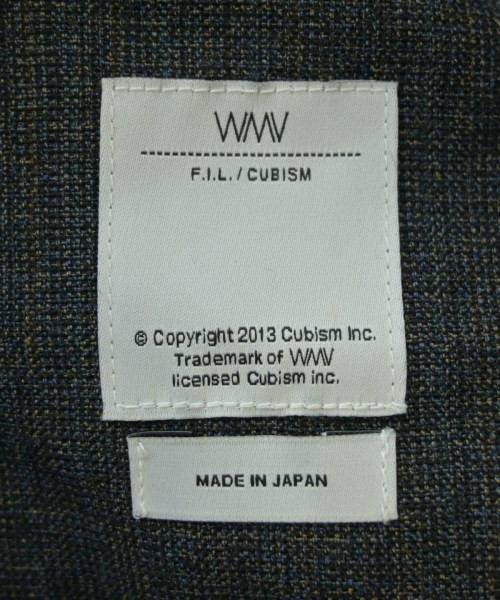 WMV
F.I.L. / CUBISM
© Copyright 2013 Cubism Inc.
Trademark of WMV
licensed Cubism inc.
MADE IN JAPAN